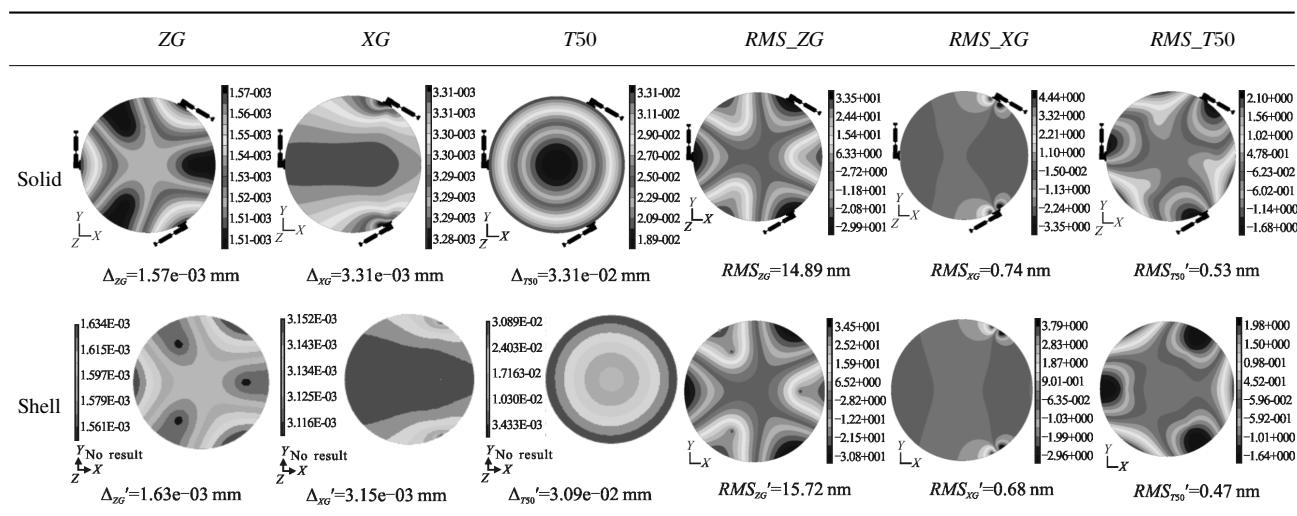 ZG XG T50 RMS_ZG RMS_XG RMS_T50
Solid
1.57-003
1.56-003
1.55-003
1.54-003
1.53-003
1.52-003
1.51-003
1.51-003
Y
Z X
Δ_ZG=1.57e−03 mm
3.31-003
3.31-003
3.30-003
3.30-003
3.29-003
3.29-003
3.29-003
3.28-003
Y
Z X
Δ_XG=3.31e−03 mm
3.31-002
3.11-002
2.90-002
2.70-002
2.50-002
2.29-002
2.09-002
1.89-002
Y
Z X
Δ_T50=3.31e−02 mm
3.35+001
2.44+001
1.54+001
6.33+000
−2.72+000
−1.18+001
−2.08+001
−2.99+001
Y
Z X
RMS_ZG=14.89 nm
4.44+000
3.32+000
2.21+000
1.10+000
−1.50-002
−1.13+000
−2.24+000
−3.35+000
Y
Z X
RMS_XG=0.74 nm
2.10+000
1.56+000
1.02+000
4.78-001
−6.23-002
−6.02-001
−1.14+000
−1.68+000
Y
Z X
RMS_T50′=0.53 nm
Shell
1.634E-03
1.615E-03
1.597E-03
1.579E-03
1.561E-03
Y No result
Z X
Δ_ZG′=1.63e−03 mm
3.152E-03
3.143E-03
3.134E-03
3.125E-03
3.116E-03
Y No result
Z X
Δ_XG′=3.15e−03 mm
3.089E-02
2.403E-02
1.7163-02
1.030E-02
3.433E-03
Y No result
Z X
Δ_T50′=3.09e−02 mm
3.45+001
2.52+001
2.59+001
6.52+000
−2.82+000
−1.22+001
−2.15+001
−3.08+001
Y
X
RMS_ZG′=15.72 nm
3.79+000
2.83+000
1.87+000
9.01-001
−6.35-002
−1.03+000
−1.99+000
−2.96+000
Y
X
RMS_XG′=0.68 nm
1.98+000
1.50+000
0.98-001
4.52-001
−5.96-002
−5.92-001
−1.01+000
−1.64+000
Y
X
RMS_T50′=0.47 nm